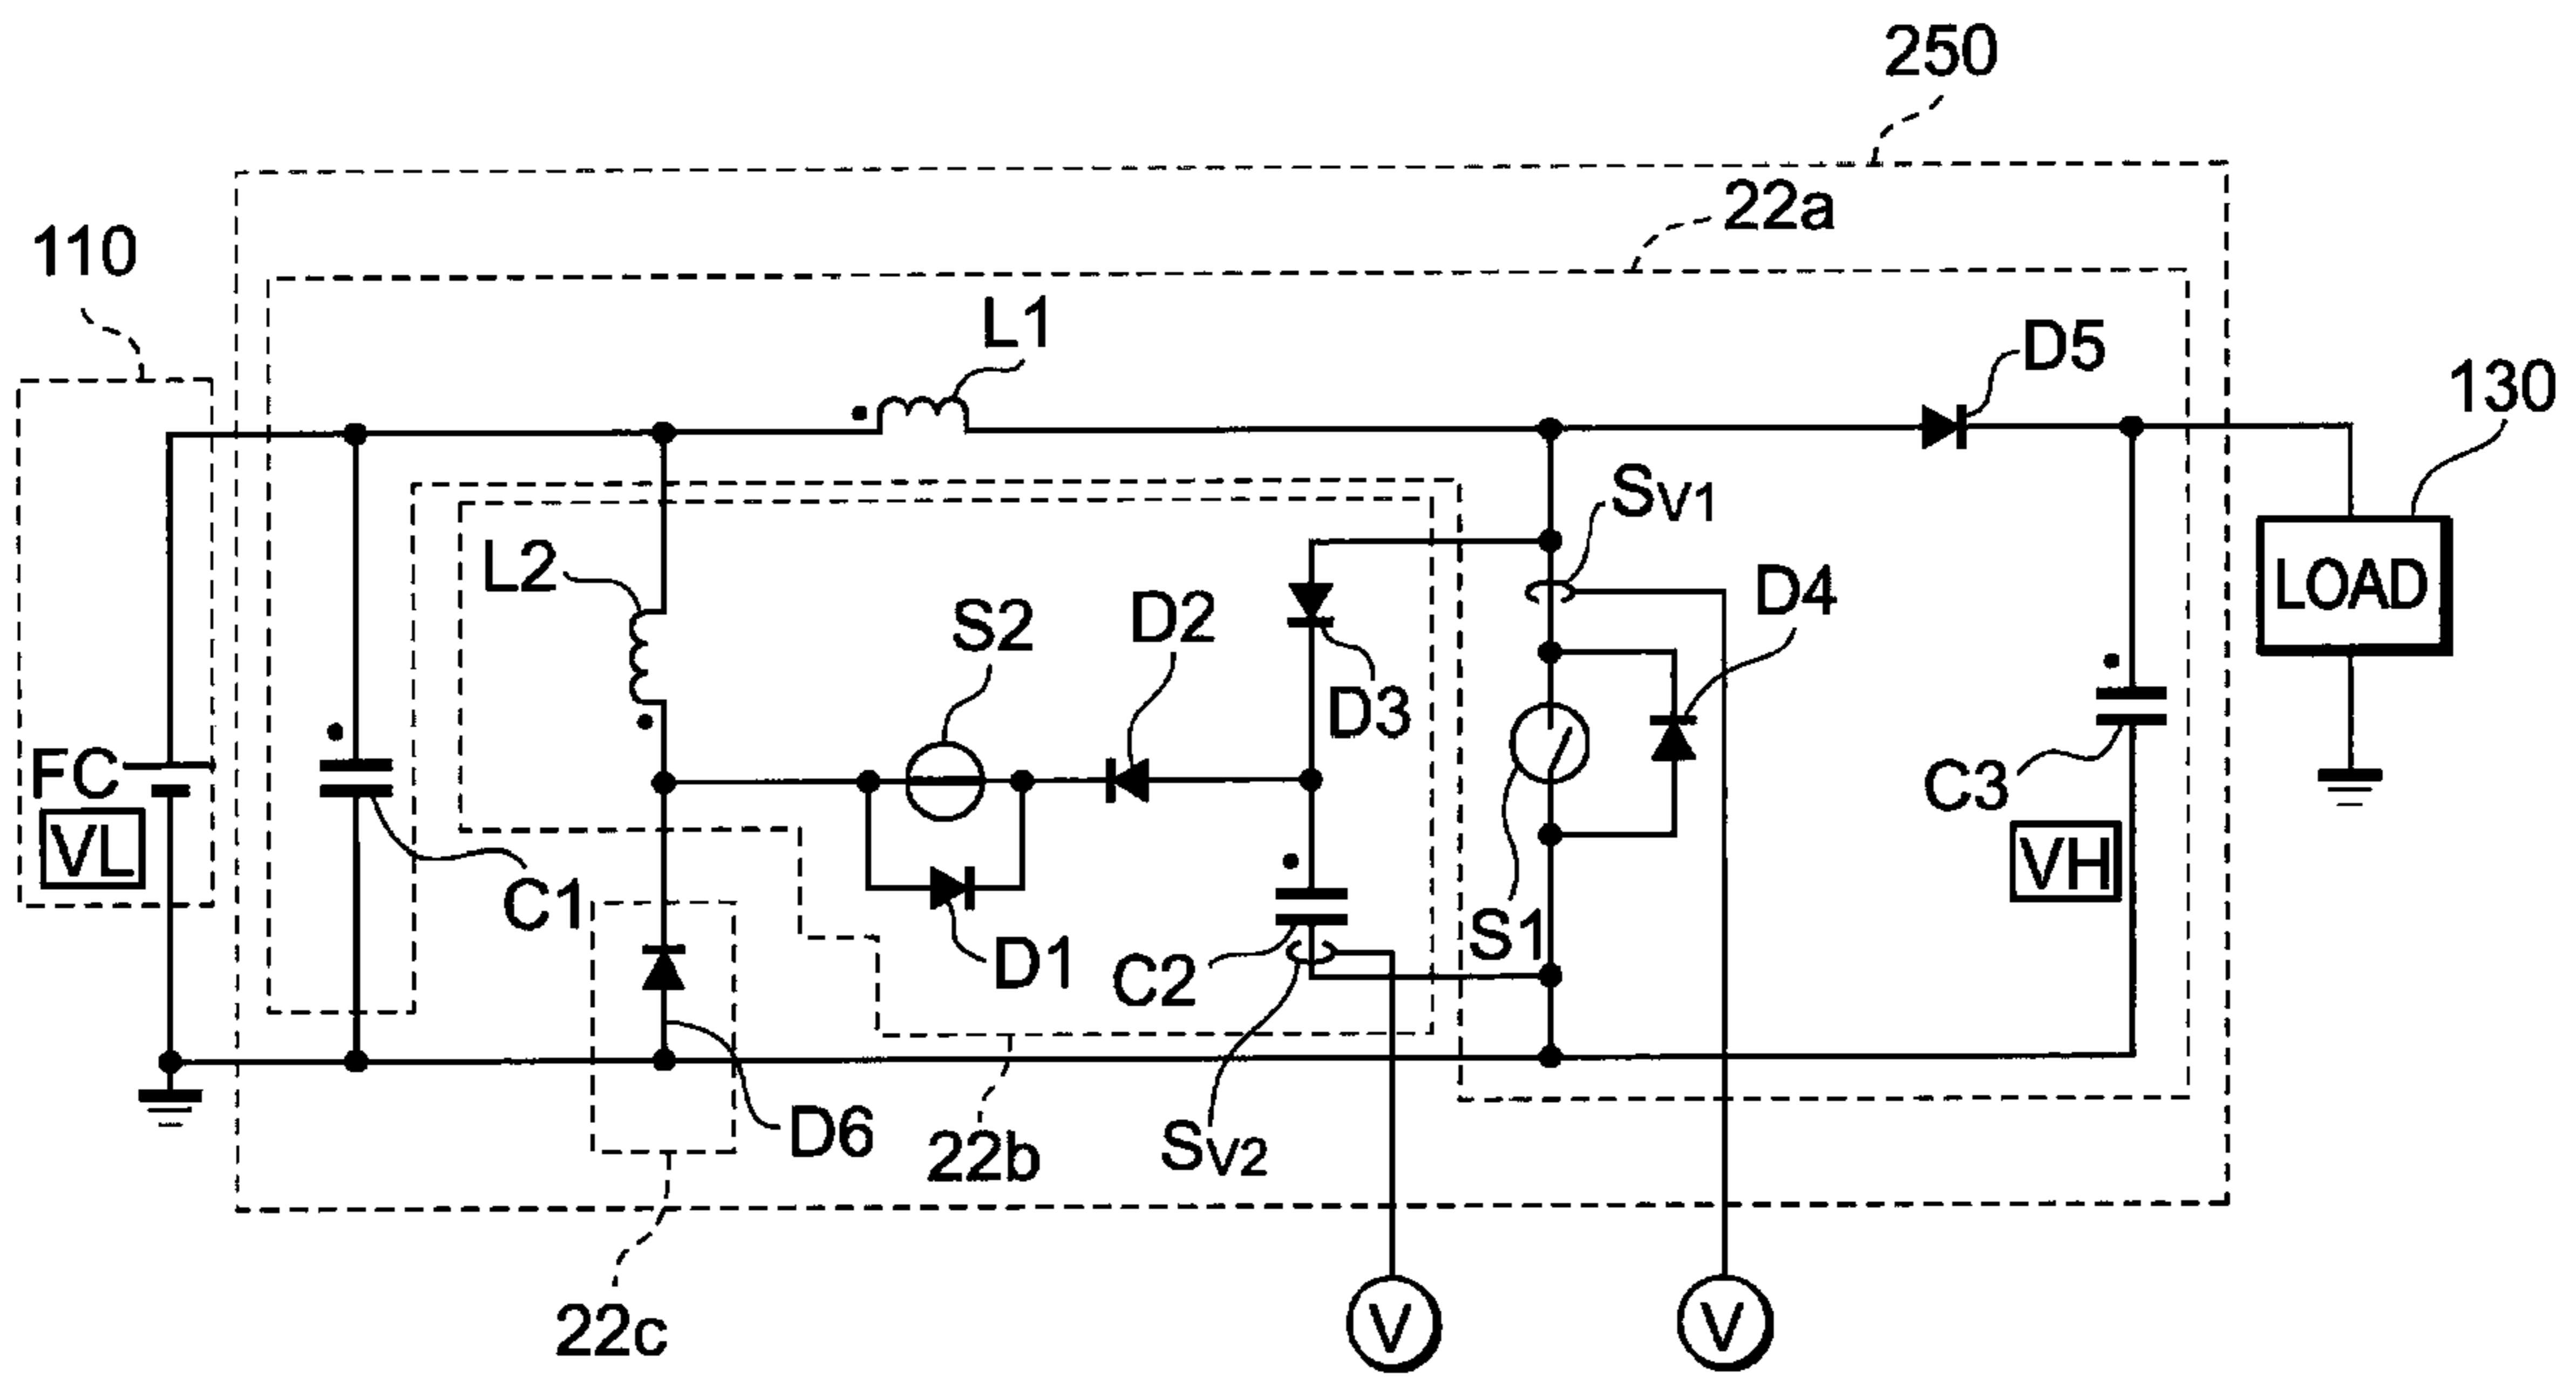 250
22a
110
L1
D5
130
SV1
L2
S2
D2
D4
LOAD
D3
FC
VL
C3
VH
C1
D1
C2
S1
D6
22b
SV2
22c
V
V